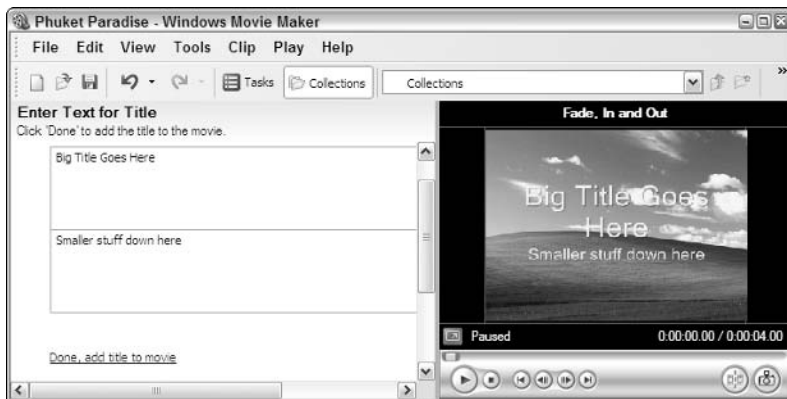 Phuket Paradise - Windows Movie Maker
File Edit View Tools Clip Play Help
Tasks Collections Collections
Enter Text for Title
Click 'Done' to add the title to the movie.
Big Title Goes Here
Smaller stuff down here
Done, add title to movie
Fade, In and Out
Big Title Goes
Here
Smaller stuff down here
Paused 0:00:00.00 / 0:00:04.00